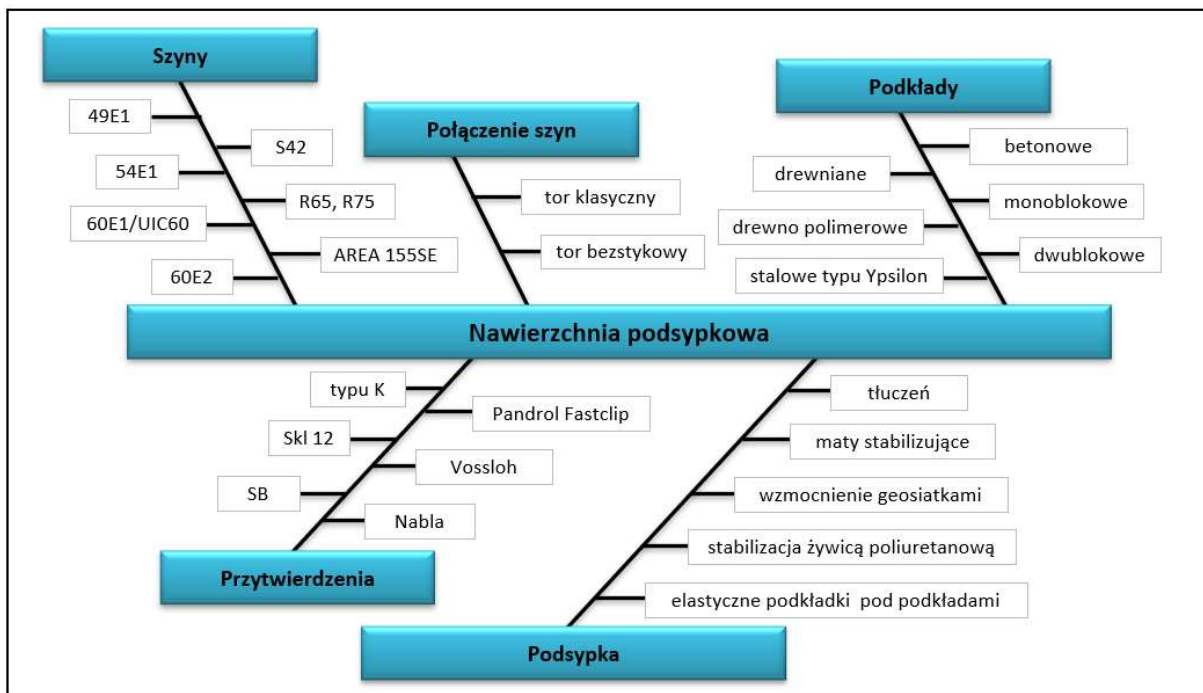 Szyny
49E1
S42
54E1
R65, R75
60E1/UIC60
AREA 155SE
60E2
Połączenie szyn
tor klasyczny
tor bezstykowy
Podkłady
betonowe
drewniane
monoblokowe
drewno polimerowe
dwublokowe
stalowe typu Ypsilon
Nawierzchnia podsypkowa
typu K
Pandrol Fastclip
Skl 12
Vossloh
SB
Nabla
Przytwierdzenia
tłuczeń
maty stabilizujące
wzmocnienie geosiatkami
stabilizacja żywicą poliuretanową
elastyczne podkładki pod podkładami
Podsypka